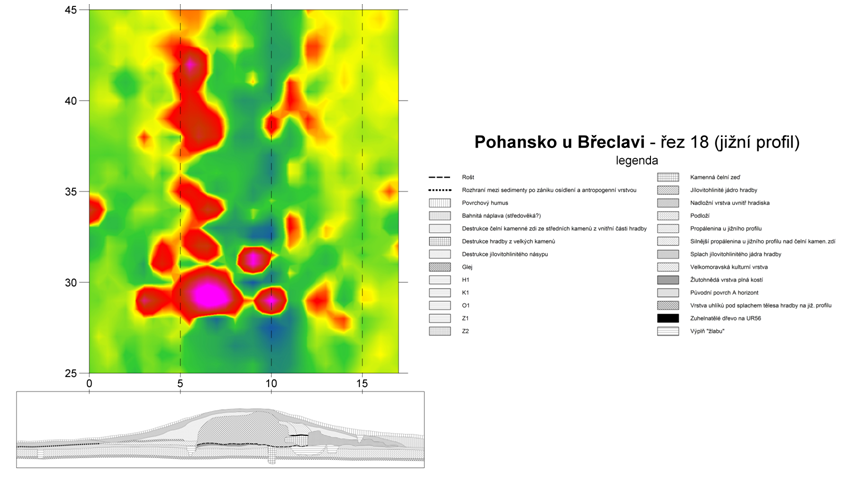 45
40
35
30
25
0 5 10 15
Pohansko u Břeclavi - řez 18 (jižní profil)
legenda
Rošt
Rozhraní mezi sedimenty po zániku osídlení a antropogenní vrstvou
Povrchový humus
Bahnitá náplava (středověká?)
Destrukce čelní kamenné zdi ze středních kamenů z vnitřní části hradby
Destrukce hradby z velkých kamenů
Destrukce jílovitohlinitého násypu
Glej
H1
K1
O1
Z1
Z2
Kamenná čelní zeď
Jílovitohlinité jádro hradby
Nadložní vrstva uvnitř hradiska
Podloží
Propálenina u jižního profilu
Silnější propálenina u jižního profilu nad čelní kamen.zdí
Splach jílovitohlinitého jádra hradby
Velkomoravská kulturní vrstva
Žlutohnědá vrstva plná kostí
Původní povrch A horizont
Vrstva uhlíků pod splachem tělesa hradby na již. profilu
Zuhelnatělé dřevo na UR56
Výplň "žlabu"